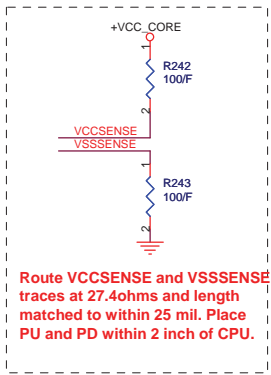 +VCC_CORE
1
R242
100/F
2
VCCSENSE
VSSSENSE
1
R243
100/F
2
Route VCCSENSE and VSSSENSE
traces at 27.4ohms and length
matched to within 25 mil. Place
PU and PD within 2 inch of CPU.